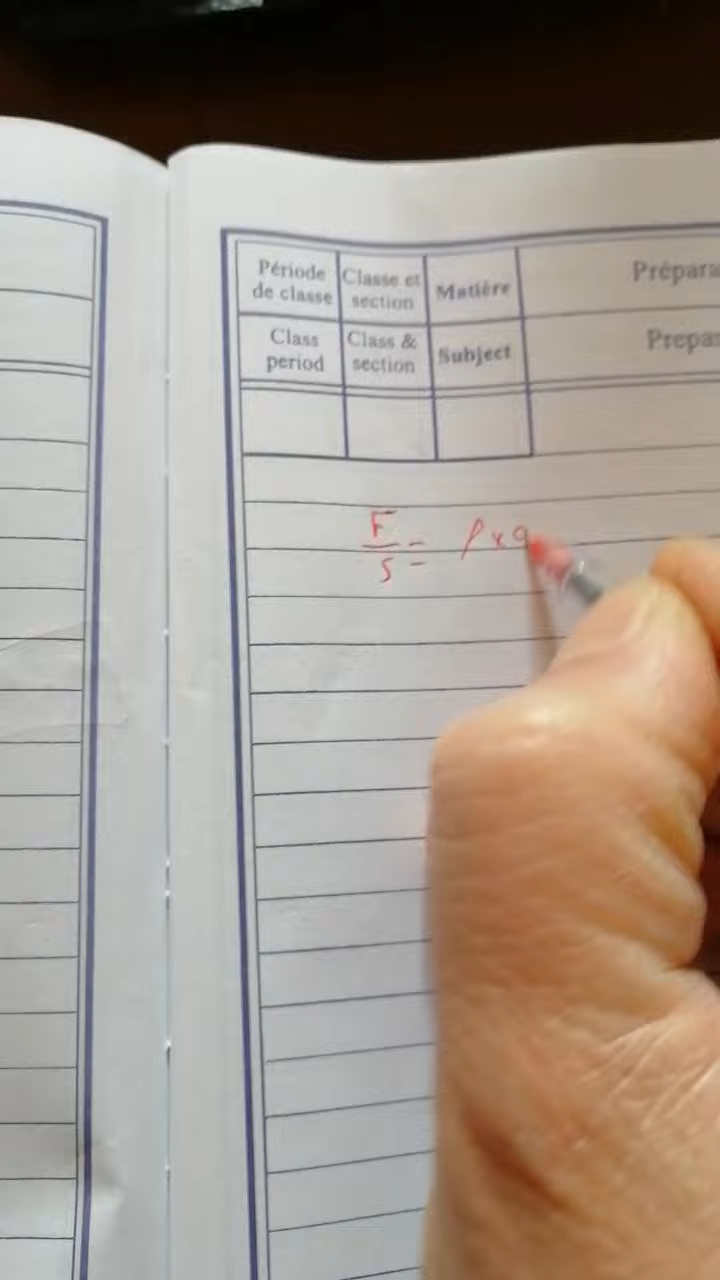 Période de classe
Classe et section
Matière
Prépara
Class period
Class & section
Subject
Prepar
F/S = ρ x g